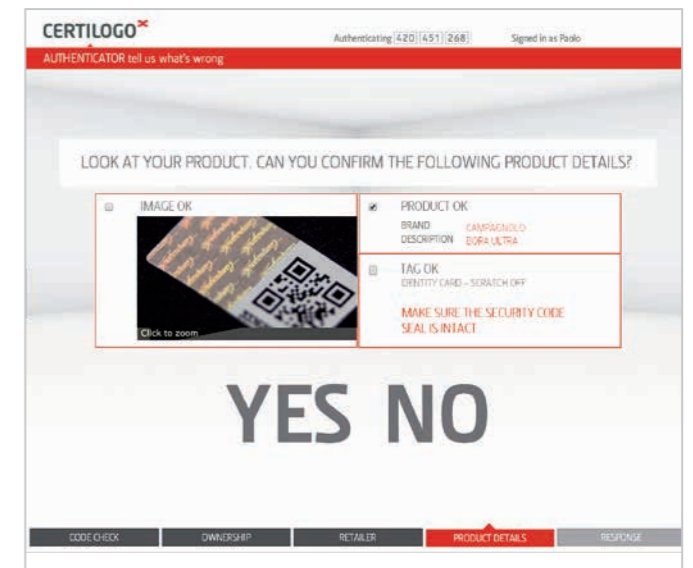 CERTILOGO
Authenticating 420 451 268
Signed in as Paolo
AUTHENTICATOR tell us what's wrong
LOOK AT YOUR PRODUCT. CAN YOU CONFIRM THE FOLLOWING PRODUCT DETAILS?
IMAGE OK
Click to zoom
PRODUCT OK
BRAND CAMPAGNOLO
DESCRIPTION BORA ULTRA
TAG OK
IDENTITY CARD - SCRATCH OFF
MAKE SURE THE SECURITY CODE
SEAL IS INTACT
YES NO
CODE CHECK
OWNERSHIP
RETAILER
PRODUCT DETAILS
RESPONSE